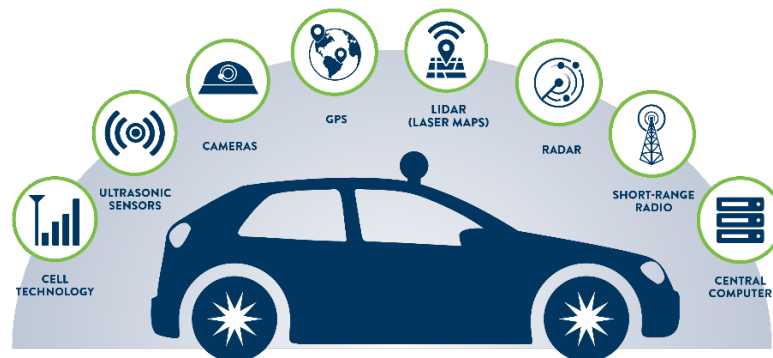 CELL
TECHNOLOGY
ULTRASONIC
SENSORS
CAMERAS
GPS
LIDAR
(LASER MAPS)
RADAR
SHORT-RANGE
RADIO
CENTRAL
COMPUTER